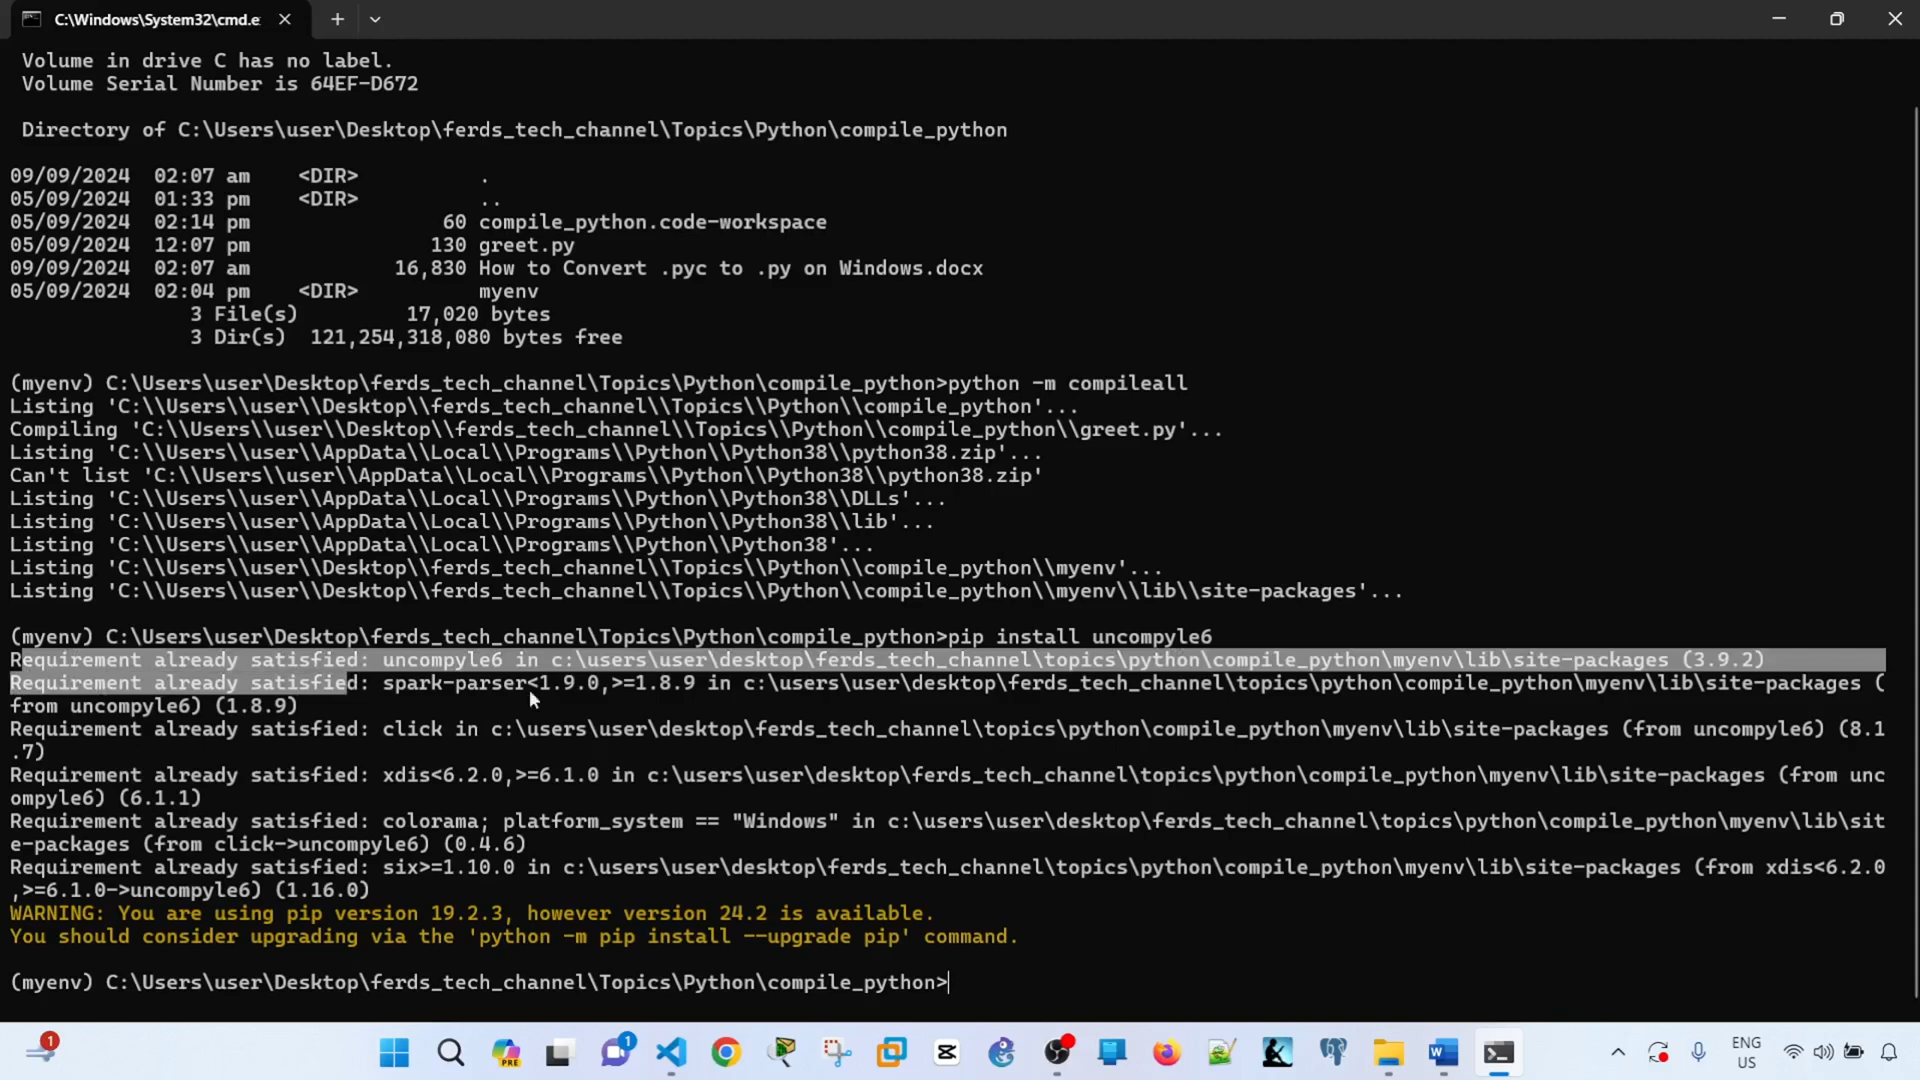 C:\Windows\System32\cmd.e
Volume in drive C has no label.
Volume Serial Number is 64EF-D672
Directory of C:\Users\user\Desktop\ferds_tech_channel\Topics\Python\compile_python
09/09/2024  02:07 am    <DIR>          .
05/09/2024  01:33 pm    <DIR>          ..
05/09/2024  02:14 pm                60 compile_python.code-workspace
05/09/2024  12:07 pm               130 greet.py
09/09/2024  02:07 am            16,830 How to Convert .pyc to .py on Windows.docx
05/09/2024  02:04 pm    <DIR>          myenv
3 File(s)         17,020 bytes
3 Dir(s)  121,254,318,080 bytes free
(myenv) C:\Users\user\Desktop\ferds_tech_channel\Topics\Python\compile_python>python -m compileall
Listing 'C:\\Users\\user\\Desktop\\ferds_tech_channel\\Topics\\Python\\compile_python'...
Compiling 'C:\\Users\\user\\Desktop\\ferds_tech_channel\\Topics\\Python\\compile_python\\greet.py'...
Listing 'C:\\Users\\user\\AppData\\Local\\Programs\\Python\\Python38\\python38.zip'...
Can't list 'C:\\Users\\user\\AppData\\Local\\Programs\\Python\\Python38\\python38.zip'
Listing 'C:\\Users\\user\\AppData\\Local\\Programs\\Python\\Python38\\DLLs'...
Listing 'C:\\Users\\user\\AppData\\Local\\Programs\\Python\\Python38\\lib'...
Listing 'C:\\Users\\user\\AppData\\Local\\Programs\\Python\\Python38'...
Listing 'C:\\Users\\user\\Desktop\\ferds_tech_channel\\Topics\\Python\\compile_python\\myenv'...
Listing 'C:\\Users\\user\\Desktop\\ferds_tech_channel\\Topics\\Python\\compile_python\\myenv\\lib\\site-packages'...
(myenv) C:\Users\user\Desktop\ferds_tech_channel\Topics\Python\compile_python>pip install uncompyle6
Requirement already satisfied: uncompyle6 in c:\users\user\desktop\ferds_tech_channel\topics\python\compile_python\myenv\lib\site-packages (3.9.2)
Requirement already satisfied: spark-parser<1.9.0,>=1.8.9 in c:\users\user\desktop\ferds_tech_channel\topics\python\compile_python\myenv\lib\site-packages (
from uncompyle6) (1.8.9)
Requirement already satisfied: click in c:\users\user\desktop\ferds_tech_channel\topics\python\compile_python\myenv\lib\site-packages (from uncompyle6) (8.1
.7)
Requirement already satisfied: xdis<6.2.0,>=6.1.0 in c:\users\user\desktop\ferds_tech_channel\topics\python\compile_python\myenv\lib\site-packages (from unc
ompyle6) (6.1.1)
Requirement already satisfied: colorama; platform_system == "Windows" in c:\users\user\desktop\ferds_tech_channel\topics\python\compile_python\myenv\lib\sit
e-packages (from click->uncompyle6) (0.4.6)
Requirement already satisfied: six>=1.10.0 in c:\users\user\desktop\ferds_tech_channel\topics\python\compile_python\myenv\lib\site-packages (from xdis<6.2.0
,>=6.1.0->uncompyle6) (1.16.0)
WARNING: You are using pip version 19.2.3, however version 24.2 is available.
You should consider upgrading via the 'python -m pip install --upgrade pip' command.
(myenv) C:\Users\user\Desktop\ferds_tech_channel\Topics\Python\compile_python>
1
PRE
1
ENG
US